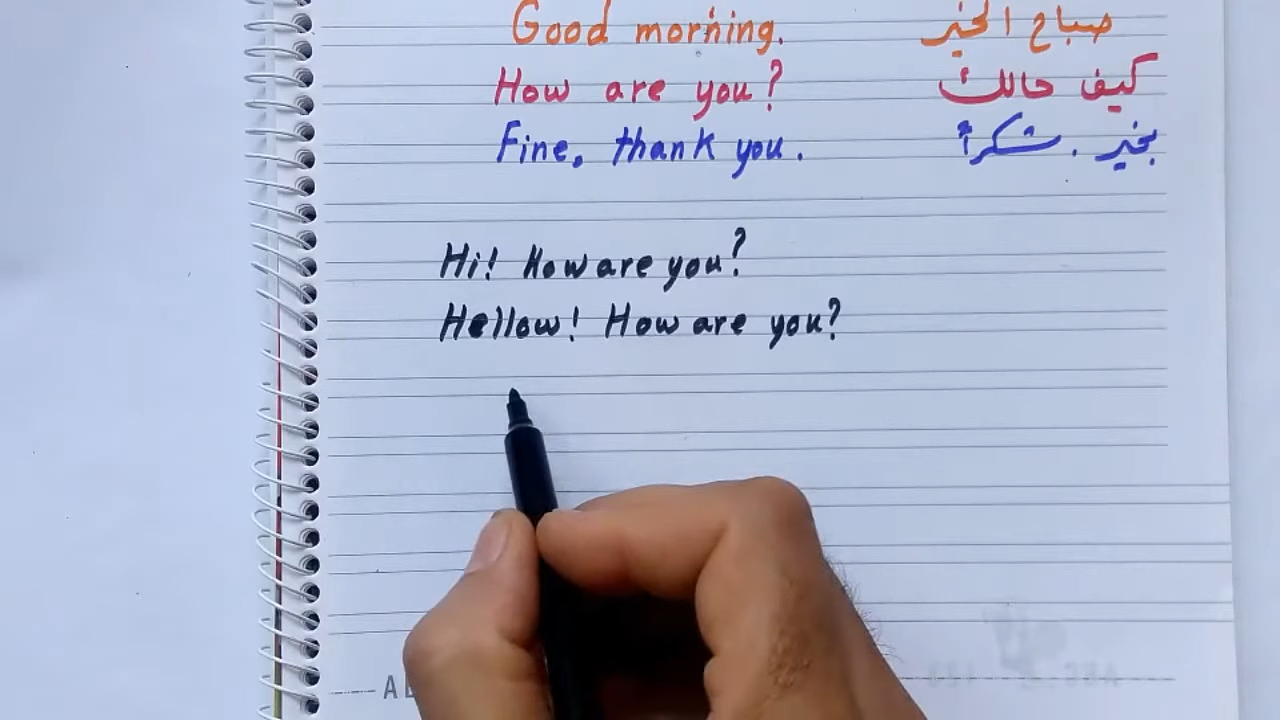 Good morning. صباح الخير
How are you? كيف حالك
Fine, thank you. بخير . شكراً
Hi! How are you?
Hellow! How are you?